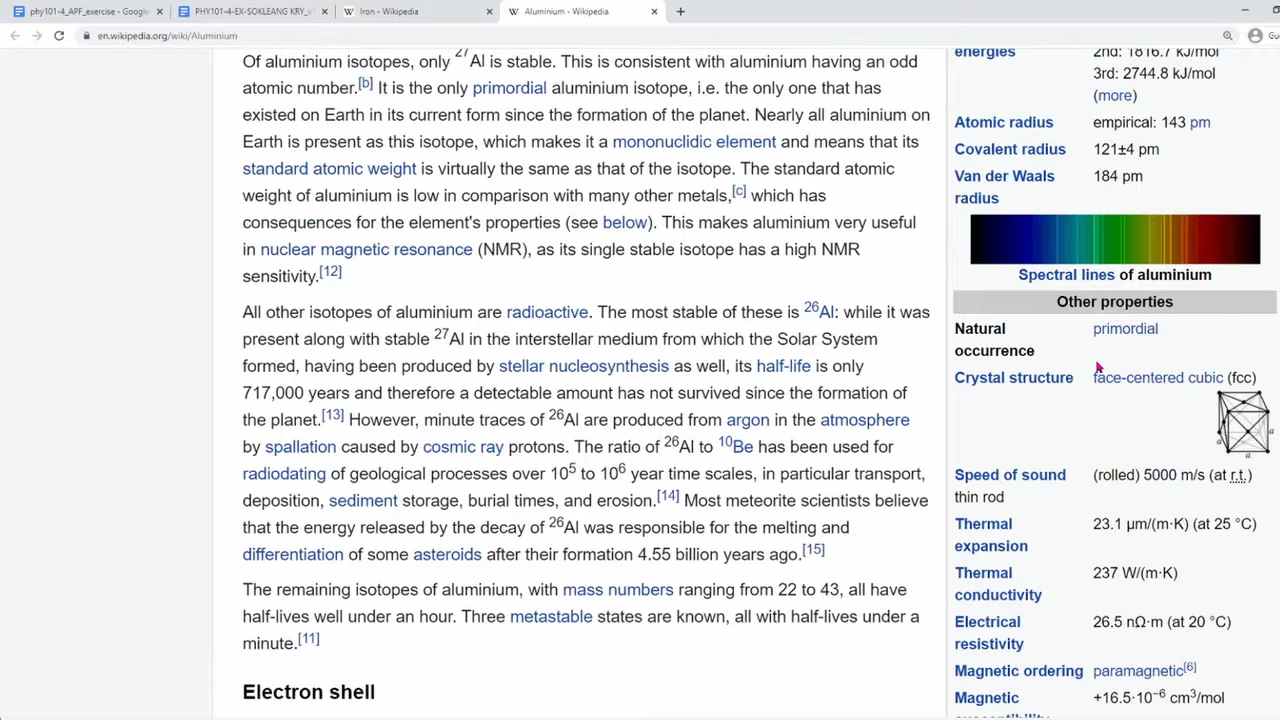 phy101-4_APF_exercise - Google
PHY101-4-EX-SOKLEANG KRY_v
Iron - Wikipedia
Aluminium - Wikipedia
en.wikipedia.org/wiki/Aluminium
Of aluminium isotopes, only 27Al is stable. This is consistent with aluminium having an odd
atomic number.[b] It is the only primordial aluminium isotope, i.e. the only one that has
existed on Earth in its current form since the formation of the planet. Nearly all aluminium on
Earth is present as this isotope, which makes it a mononuclidic element and means that its
standard atomic weight is virtually the same as that of the isotope. The standard atomic
weight of aluminium is low in comparison with many other metals,[c] which has
consequences for the element's properties (see below). This makes aluminium very useful
in nuclear magnetic resonance (NMR), as its single stable isotope has a high NMR
sensitivity.[12]
All other isotopes of aluminium are radioactive. The most stable of these is 26Al: while it was
present along with stable 27Al in the interstellar medium from which the Solar System
formed, having been produced by stellar nucleosynthesis as well, its half-life is only
717,000 years and therefore a detectable amount has not survived since the formation of
the planet.[13] However, minute traces of 26Al are produced from argon in the atmosphere
by spallation caused by cosmic ray protons. The ratio of 26Al to 10Be has been used for
radiodating of geological processes over 10^5 to 10^6 year time scales, in particular transport,
deposition, sediment storage, burial times, and erosion.[14] Most meteorite scientists believe
that the energy released by the decay of 26Al was responsible for the melting and
differentiation of some asteroids after their formation 4.55 billion years ago.[15]
The remaining isotopes of aluminium, with mass numbers ranging from 22 to 43, all have
half-lives well under an hour. Three metastable states are known, all with half-lives under a
minute.[11]
Electron shell
energies 2nd: 1816.7 kJ/mol
3rd: 2744.8 kJ/mol
(more)
Atomic radius empirical: 143 pm
Covalent radius 121±4 pm
Van der Waals 184 pm
radius
Spectral lines of aluminium
Other properties
Natural primordial
occurrence
Crystal structure face-centered cubic (fcc)
a a
a
Speed of sound (rolled) 5000 m/s (at r.t.)
thin rod
Thermal 23.1 µm/(m·K) (at 25 °C)
expansion
Thermal 237 W/(m·K)
conductivity
Electrical 26.5 nΩ·m (at 20 °C)
resistivity
Magnetic ordering paramagnetic[6]
Magnetic +16.5·10^−6 cm^3/mol
susceptibility